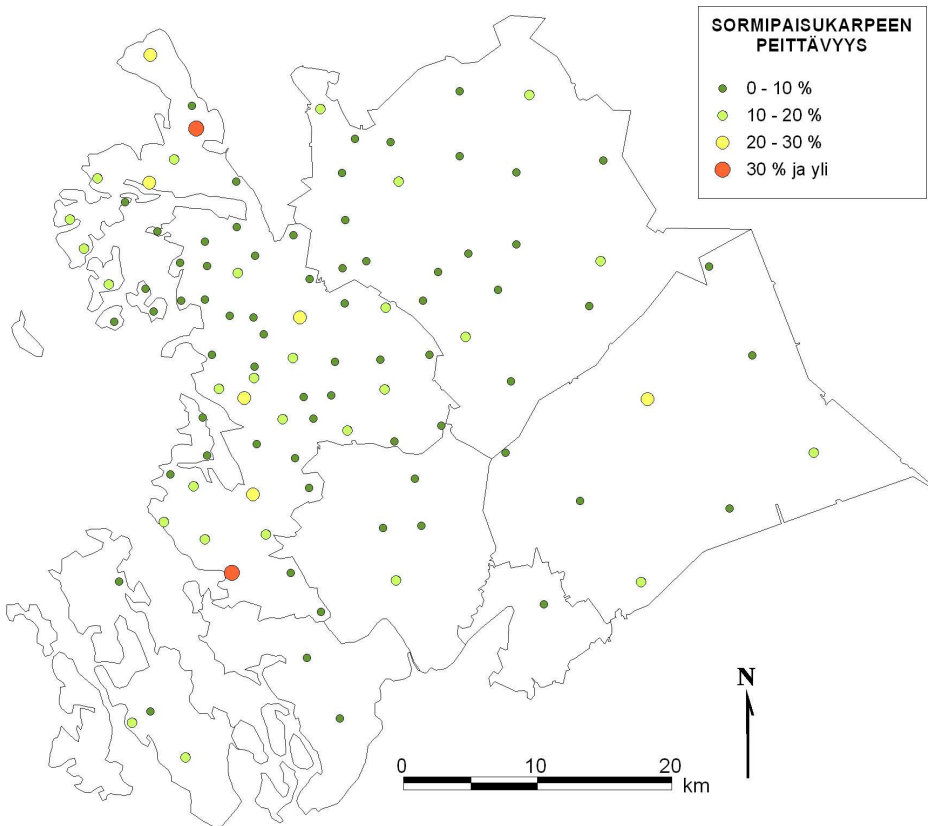 SORMIPAISUKARPEEN
PEITTÄVYYS
0 - 10 %
10 - 20 %
20 - 30 %
30 % ja yli
N
0 10 20
km